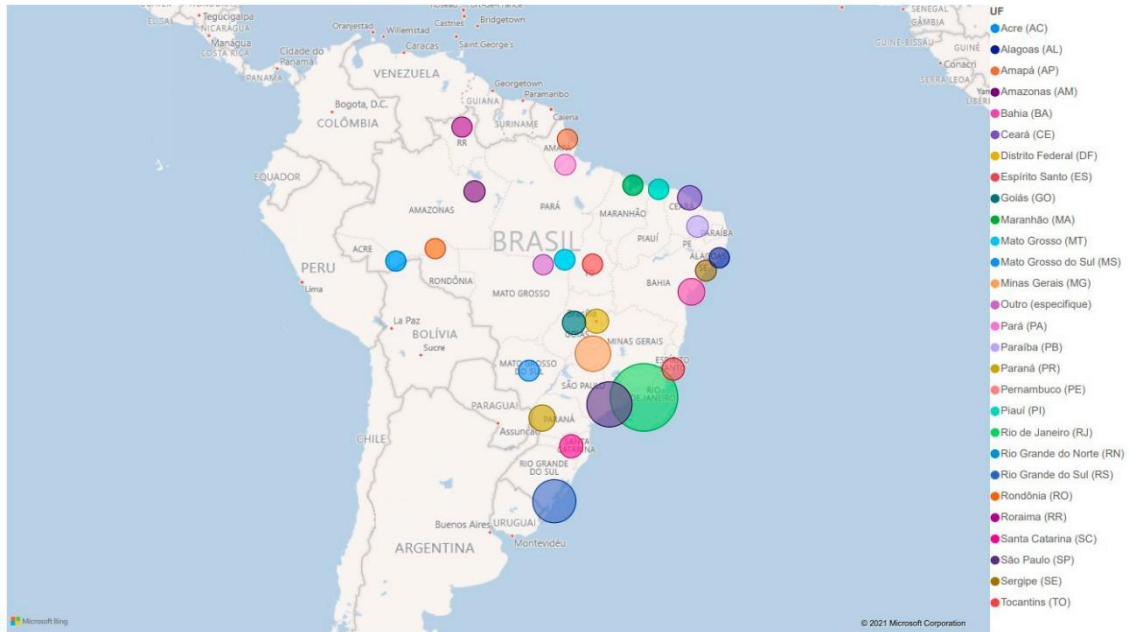 Tegucigalpa
NICARÁGUA
Manágua
COSTA RICA
Cidade do
Panamá
PANAMÁ
Oranjestad
Willemstad
Castries
Bridgetown
Saint George's
Caracas
VENEZUELA
Georgetown
Paramaribo
GUIANA
SURINAME
Caiena
Bogota, D.C.
COLÔMBIA
RR
AMAPÁ
EQUADOR
AMAZONAS
PARÁ
MARANHÃO
CEARÁ
PIAUÍ
PARAÍBA
PE
ALAGOAS
SE
BRASIL
ACRE
PERU
Lima
RONDÔNIA
TO
BAHIA
MATO GROSSO
La Paz
BOLÍVIA
Sucre
Brasília
GOIÁS
MINAS GERAIS
MATO GROSSO
DO SUL
ESPÍRITO
SANTO
SÃO PAULO
RIO
DE JANEIRO
PARAGUAI
Assunção
PARANÁ
CHILE
SANTA
CATARINA
RIO GRANDE
DO SUL
Buenos Aires
URUGUAI
Montevidéu
ARGENTINA
SENEGAL
GÂMBIA
GUINÉ-BISSAU
GUINÉ
Conacri
SERRA LEOA
Microsoft Bing
© 2021 Microsoft Corporation
UF
Acre (AC)
Alagoas (AL)
Amapá (AP)
Amazonas (AM)
Bahia (BA)
Ceará (CE)
Distrito Federal (DF)
Espírito Santo (ES)
Goiás (GO)
Maranhão (MA)
Mato Grosso (MT)
Mato Grosso do Sul (MS)
Minas Gerais (MG)
Outro (especifique)
Pará (PA)
Paraíba (PB)
Paraná (PR)
Pernambuco (PE)
Piauí (PI)
Rio de Janeiro (RJ)
Rio Grande do Norte (RN)
Rio Grande do Sul (RS)
Rondônia (RO)
Roraima (RR)
Santa Catarina (SC)
São Paulo (SP)
Sergipe (SE)
Tocantins (TO)